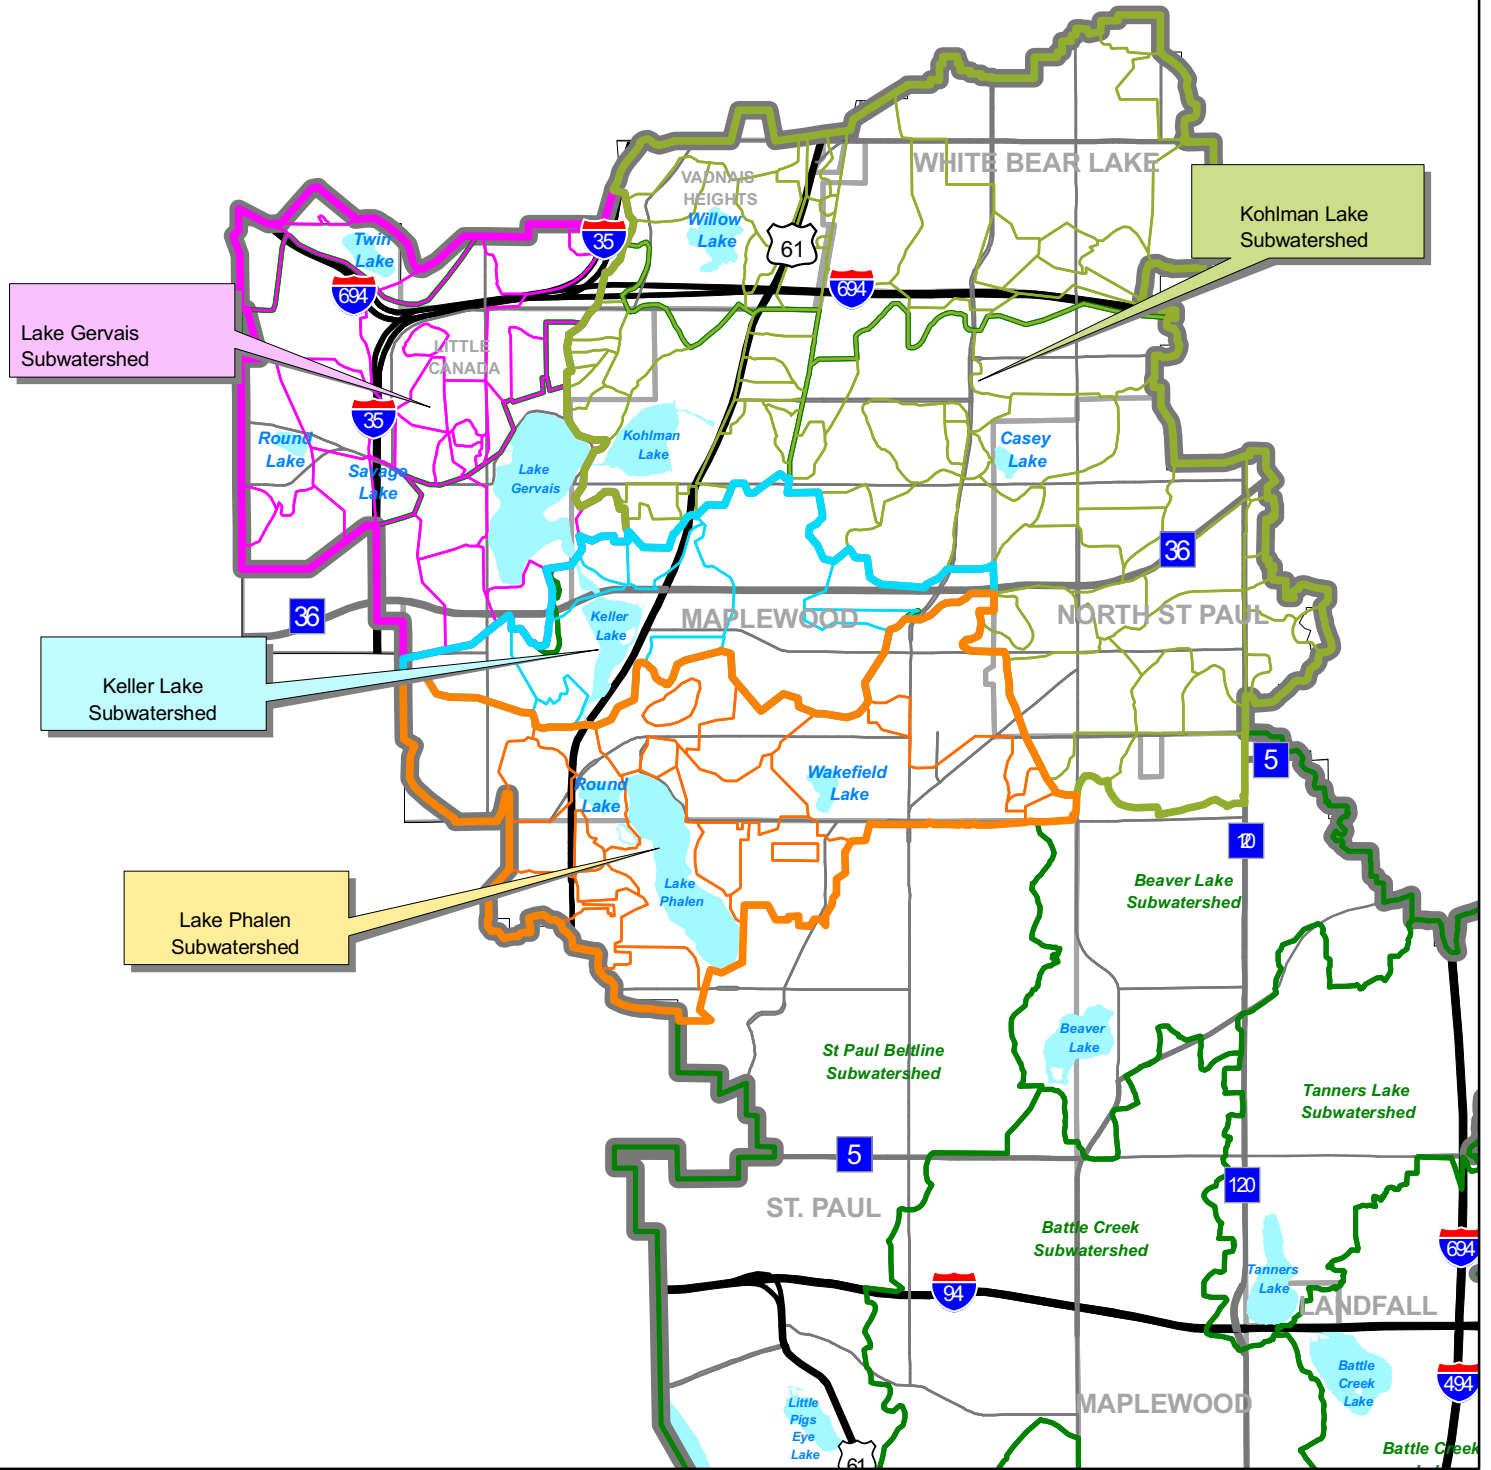 WHITE BEAR LAKE
VADNAIS
HEIGHTS
Willow
Lake
Kohlman Lake
Subwatershed
35
61
Twin
Lake
694
694
Lake Gervais
Subwatershed
LITTLE
CANADA
35
Round
Lake
Savage
Lake
Lake
Gervais
Kohlman
Lake
Casey
Lake
36
36
Keller
Lake
MAPLEWOOD
NORTH ST PAUL
Keller Lake
Subwatershed
5
Round
Lake
Wakefield
Lake
120
Lake
Phalen
Lake Phalen
Subwatershed
Beaver Lake
Subwatershed
Beaver
Lake
St Paul Beltline
Subwatershed
Tanners Lake
Subwatershed
5
120
ST. PAUL
Battle Creek
Subwatershed
694
Tanners
Lake
94
LANDFALL
Battle
Creek
Lake
494
MAPLEWOOD
Little
Pigs
Eye
Lake
61
Battle Creek